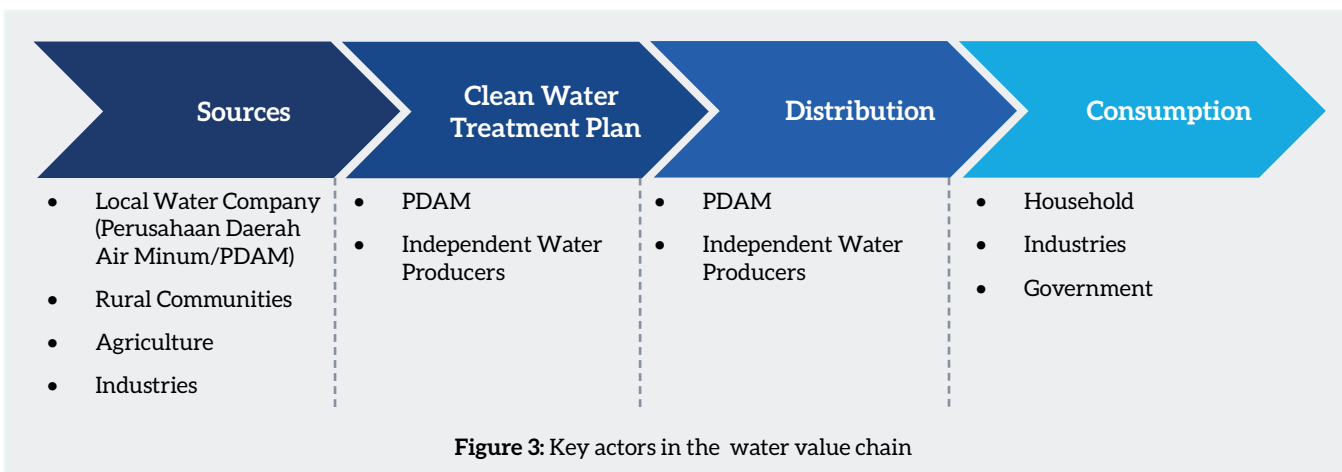 Sources
Clean Water
Treatment Plan
Distribution
Consumption
• Local Water Company
(Perusahaan Daerah
Air Minum/PDAM)
• Rural Communities
• Agriculture
• Industries
• PDAM
• Independent Water
Producers
• PDAM
• Independent Water
Producers
• Household
• Industries
• Government
Figure 3: Key actors in the water value chain